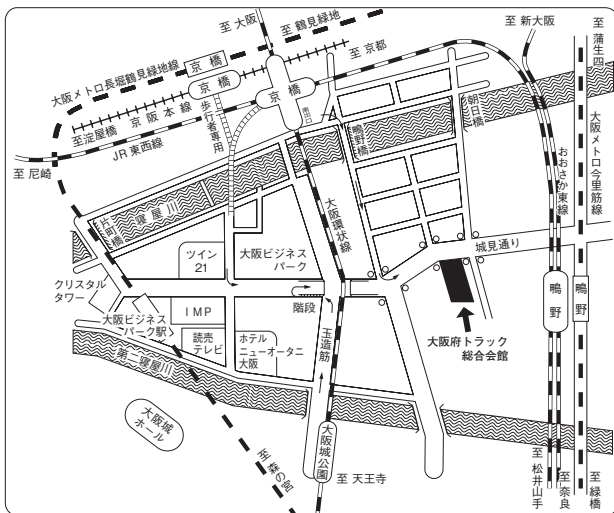 至 大阪
至 鶴見緑地
大阪メトロ長堀鶴見緑地線
京橋
至 京都
至 新大阪
至 蒲生四
京橋
京橋
至淀屋橋
京阪本線
歩行者専用
南出口
鴫野橋
朝日橋
JR東西線
至 尼崎
大阪メトロ今里筋線
おおさか東線
片町橋
寝屋川
大阪環状線
城見通り
ツイン
21
大阪ビジネス
パーク
クリスタル
タワー
階段
鴫野
鴫野
大阪ビジネス
パーク駅
IMP
読売
テレビ
ホテル
ニューオータニ
大阪
玉造筋
大阪府トラック
総合会館
第二寝屋川
大阪城
ホール
大阪城公園
至 森の宮
至 天王寺
至 松井山手
至 奈良
至 緑橋